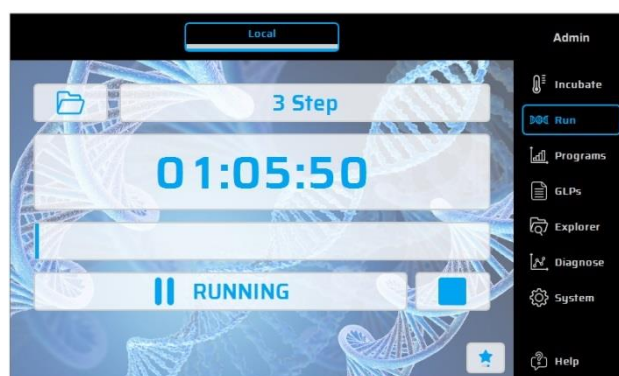 Local
Admin
3 Step
01:05:50
RUNNING
Incubate
Run
Programs
GLPs
Explorer
Diagnose
System
Help